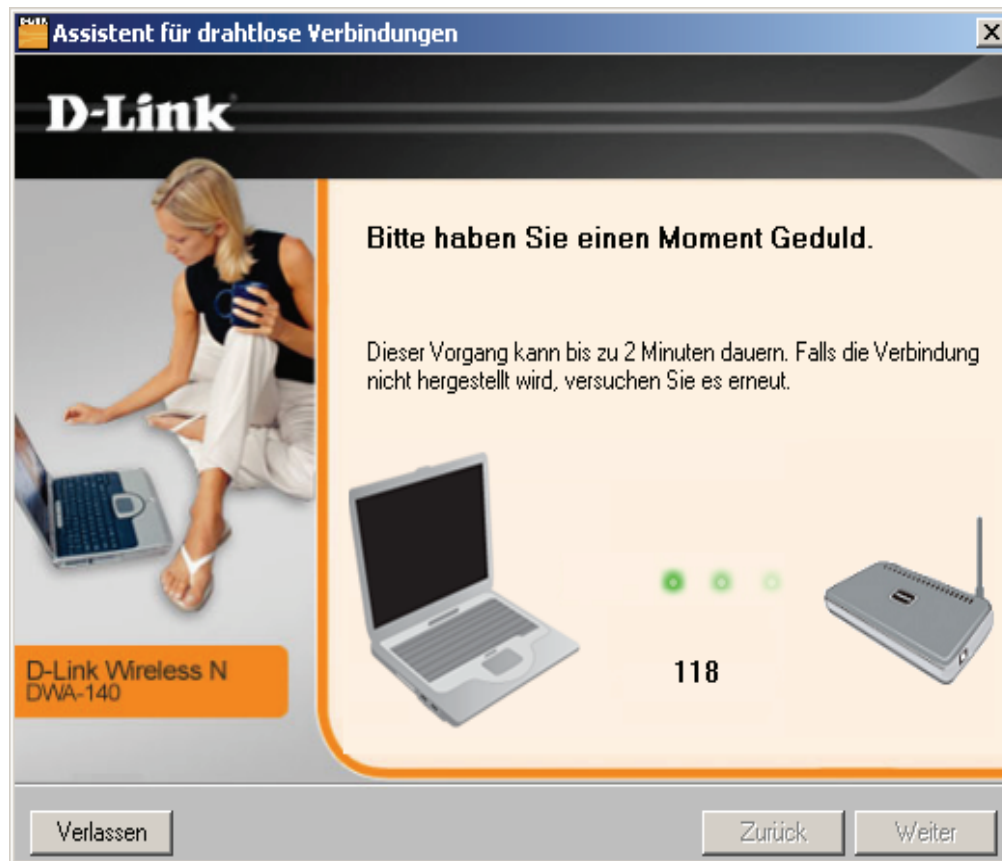 Assistent für drahtlose Verbindungen
D-Link
Bitte haben Sie einen Moment Geduld.
Dieser Vorgang kann bis zu 2 Minuten dauern. Falls die Verbindung
nicht hergestellt wird, versuchen Sie es erneut.
118
D-Link Wireless N
DWA-140
Verlassen
Zurück
Weiter